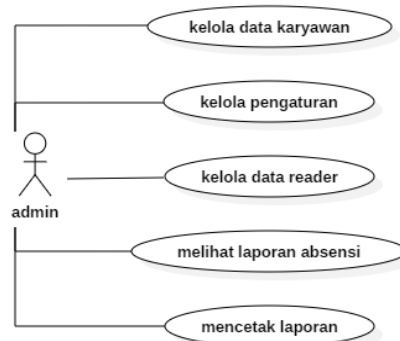 kelola data karyawan
kelola pengaturan
kelola data reader
admin
melihat laporan absensi
mencetak laporan